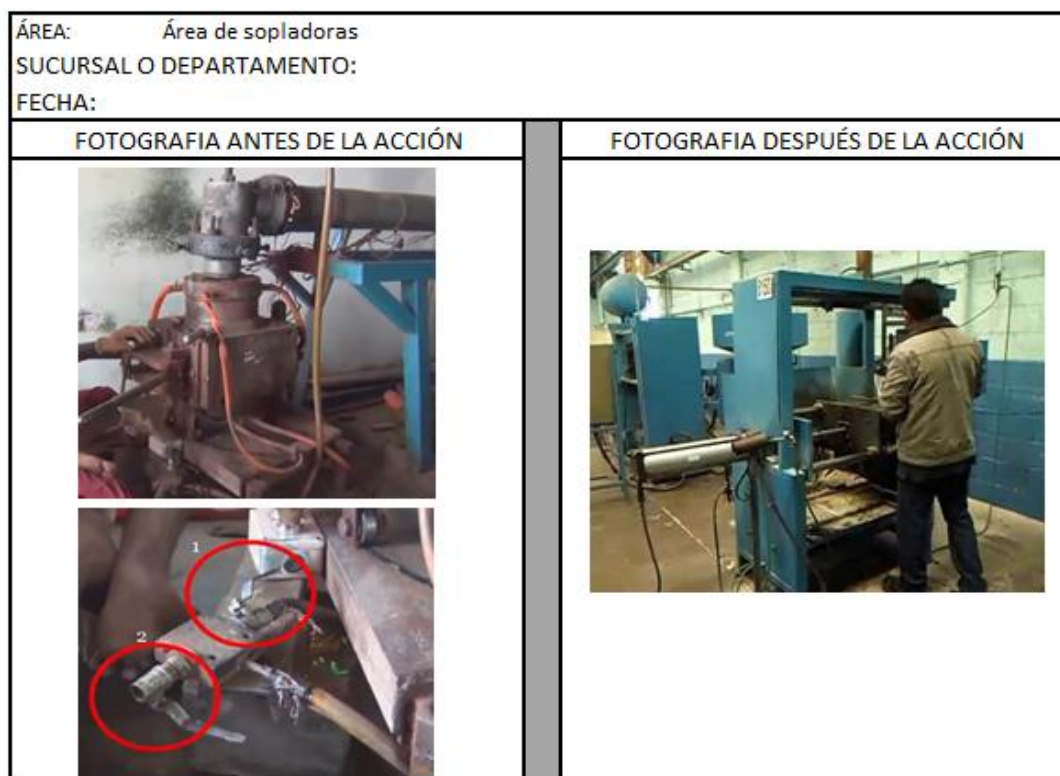 ÁREA: Área de sopladoras
SUCURSAL O DEPARTAMENTO:
FECHA:
FOTOGRAFIA ANTES DE LA ACCIÓN
FOTOGRAFIA DESPUÉS DE LA ACCIÓN
1
2